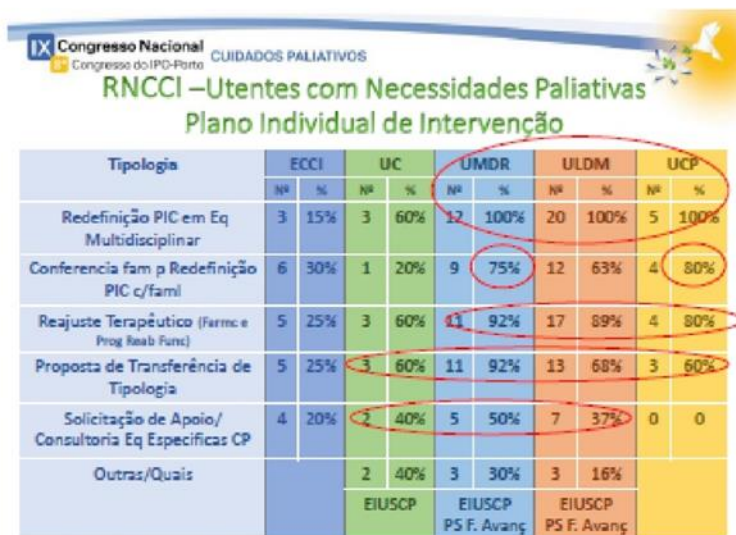 IX Congresso Nacional
CUIDADOS PALIATIVOS
Congresso do IPO-Porto
RNCCI – Utentes com Necessidades Paliativas
Plano Individual de Intervenção
Tipologia ECCI UC UMDR ULDM UCP
Nº % Nº % Nº % Nº % Nº %
Redefinição PIC em Eq 3 15% 3 60% 12 100% 20 100% 5 100%
Multidisciplinar
Conferencia fam p Redefinição 6 30% 1 20% 9 75% 12 63% 4 80%
PIC c/faml
Reajuste Terapêutico (Farmc e 5 25% 3 60% 11 92% 17 89% 4 80%
Prog Reab Func)
Proposta de Transferência de 5 25% 3 60% 11 92% 13 68% 3 60%
Tipologia
Solicitação de Apoio/ 4 20% 2 40% 5 50% 7 37% 0 0
Consultoria Eq Especificas CP
Outras/Quais 2 40% 3 30% 3 16%
EIUSCP EIUSCP EIUSCP
PS F. Avanç PS F. Avanç